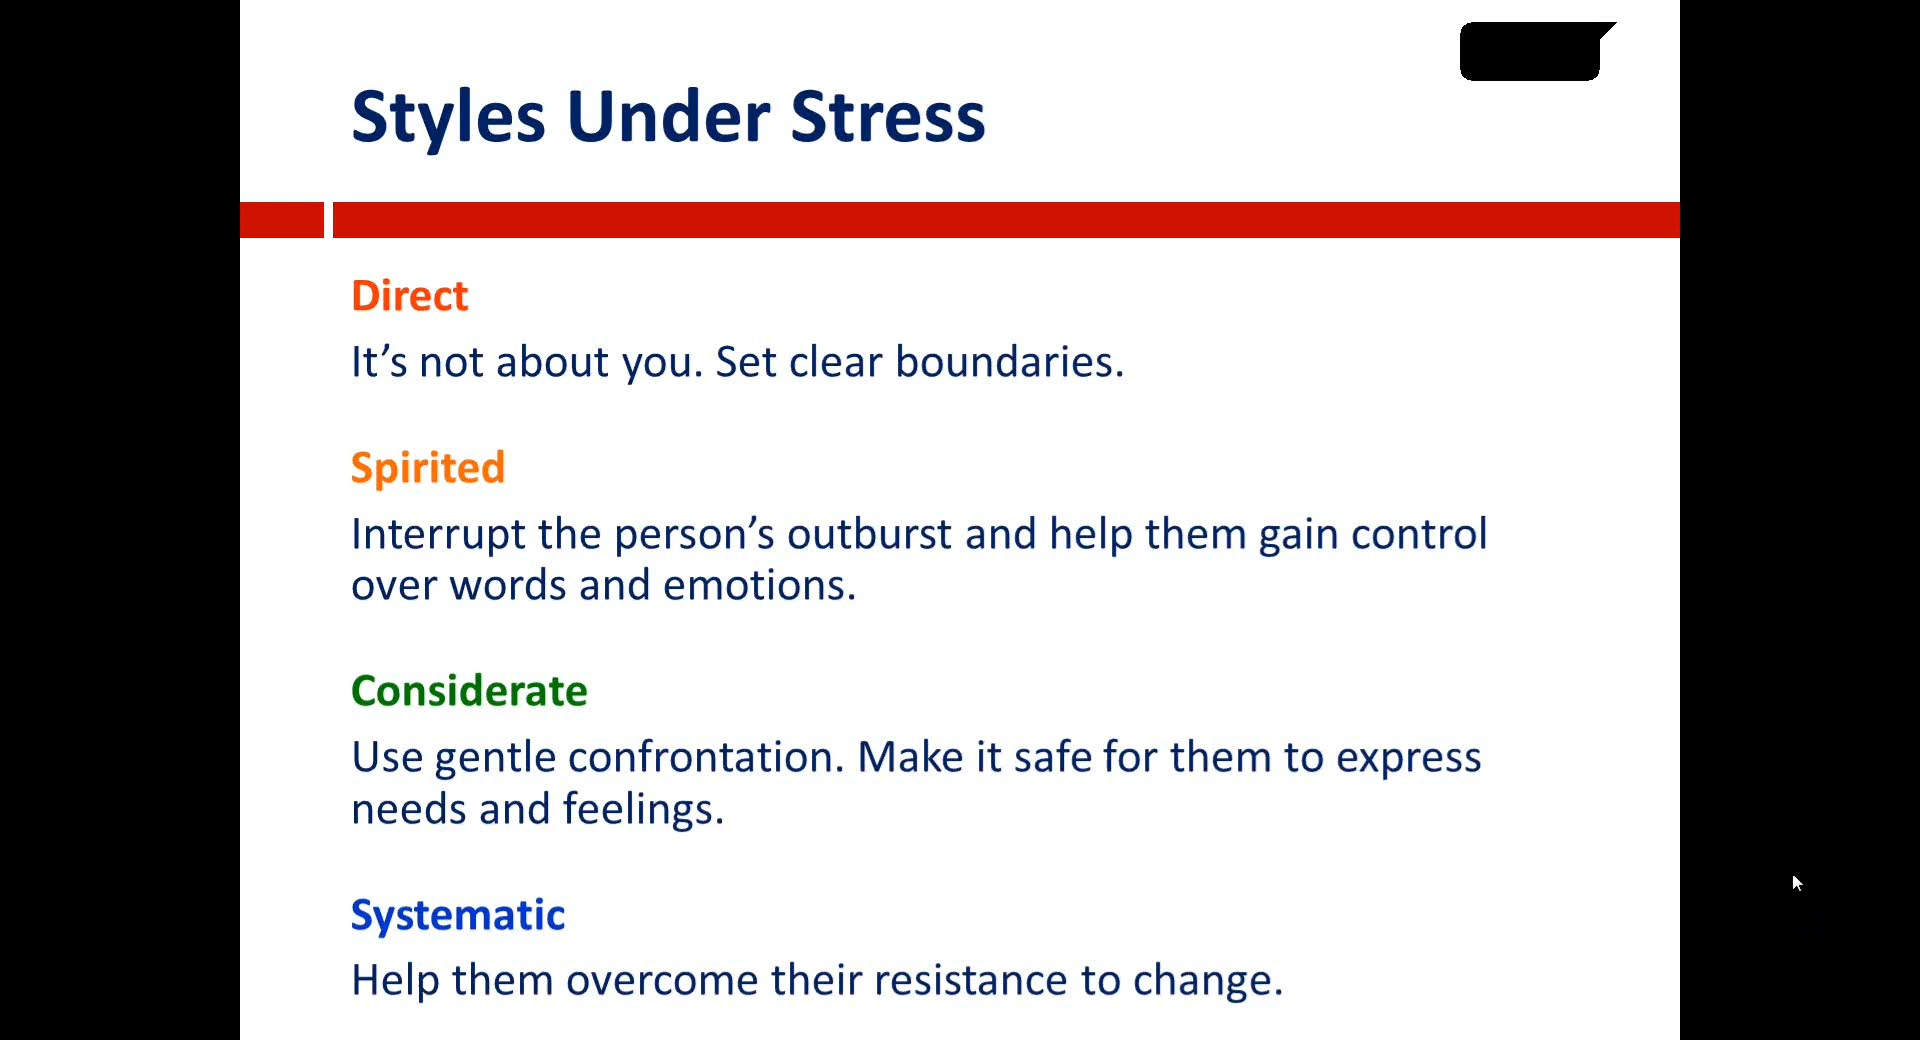 Styles Under Stress
Direct
It’s not about you. Set clear boundaries.
Spirited
Interrupt the person’s outburst and help them gain control
over words and emotions.
Considerate
Use gentle confrontation. Make it safe for them to express
needs and feelings.
Systematic
Help them overcome their resistance to change.